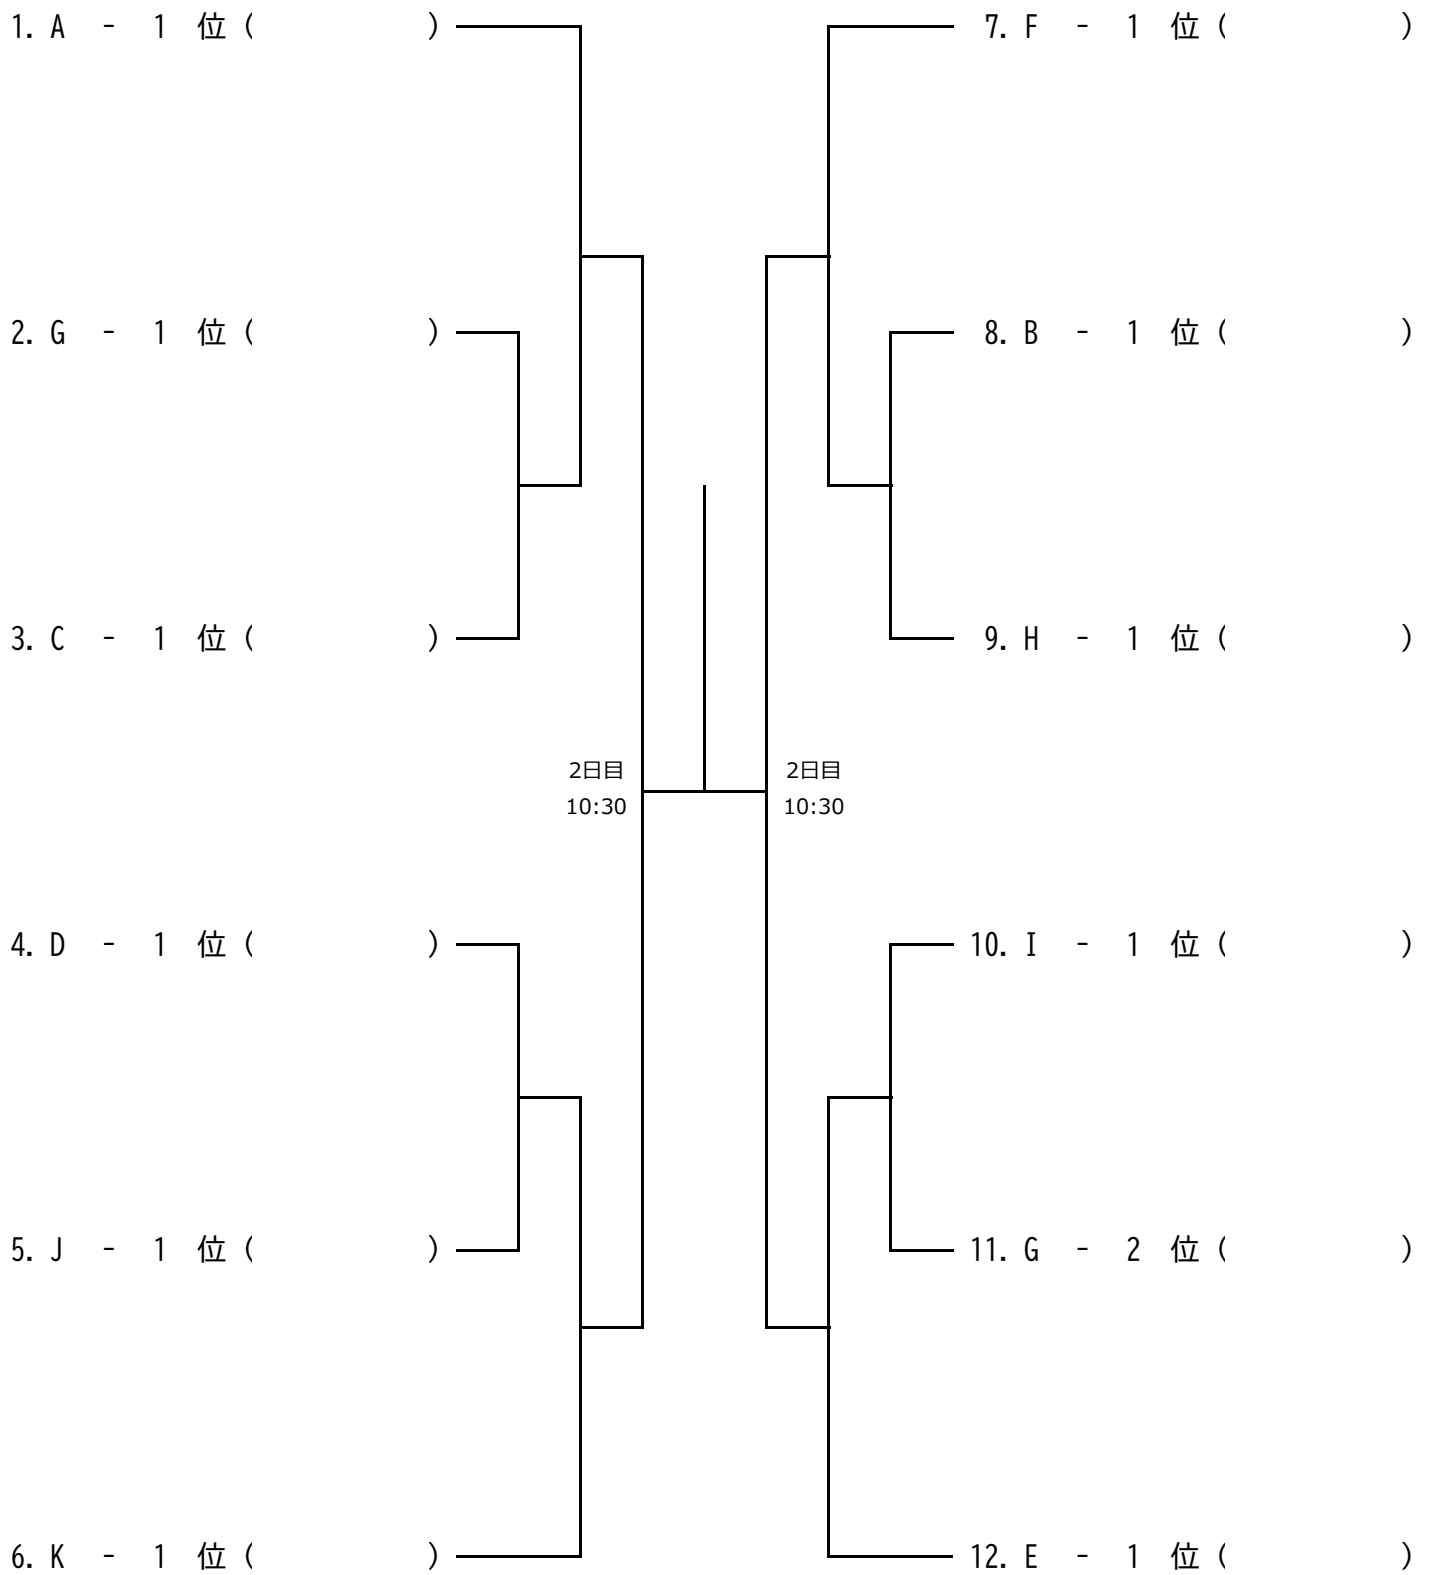 1. A - 1 位 ( )
2. G - 1 位 ( )
3. C - 1 位 ( )
2日目
10:30
4. D - 1 位 ( )
5. J - 1 位 ( )
6. K - 1 位 ( )
7. F - 1 位 ( )
8. B - 1 位 ( )
9. H - 1 位 ( )
2日目
10:30
10. I - 1 位 ( )
11. G - 2 位 ( )
12. E - 1 位 ( )